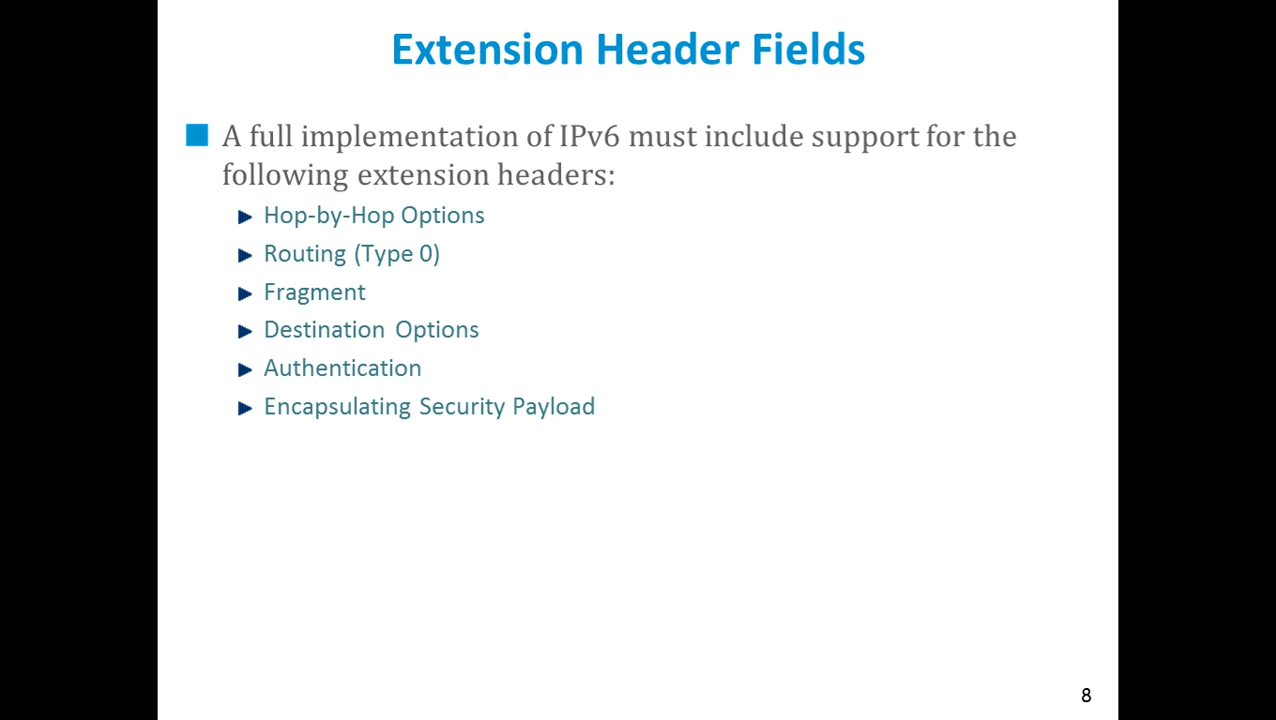 Extension Header Fields
A full implementation of IPv6 must include support for the
following extension headers:
Hop-by-Hop Options
Routing (Type 0)
Fragment
Destination Options
Authentication
Encapsulating Security Payload
8